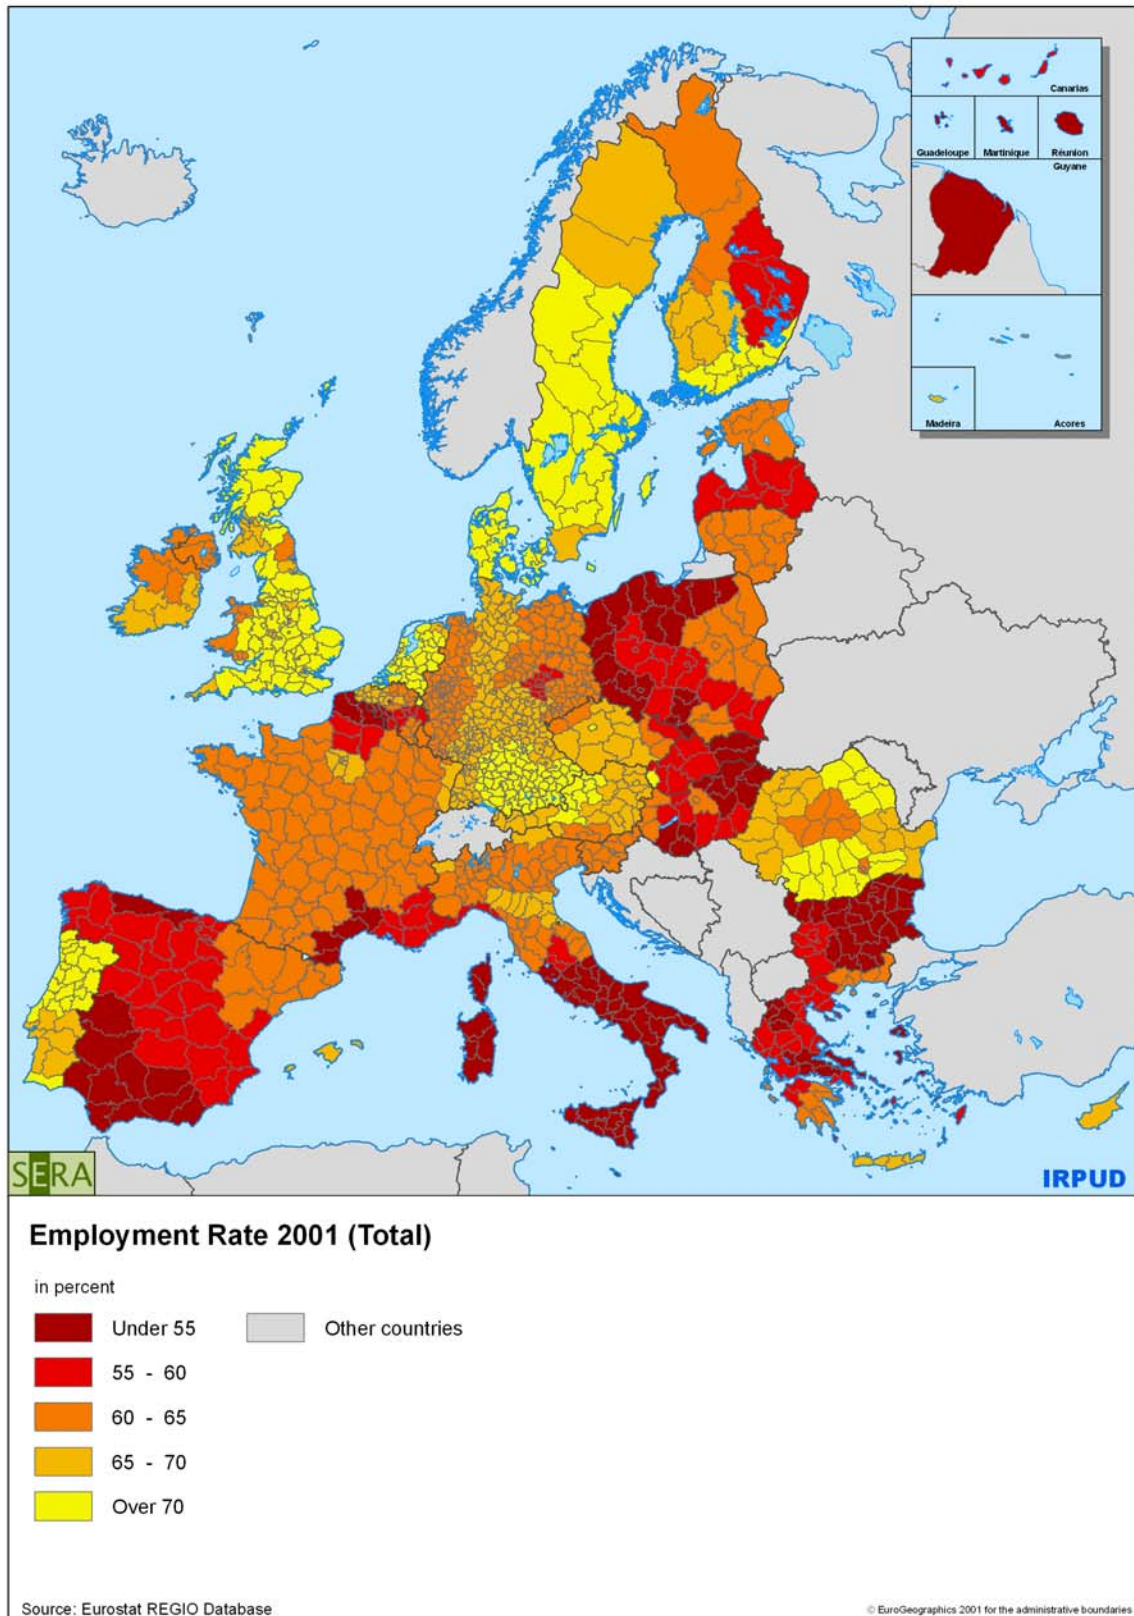 Canarias
Guadeloupe Martinique Réunion
Guyane
Madeira Acores
SERA IRPUD
Employment Rate 2001 (Total)
in percent
Under 55 Other countries
55 - 60
60 - 65
65 - 70
Over 70
Source: Eurostat REGIO Database © EuroGeographics 2001 for the administrative boundaries